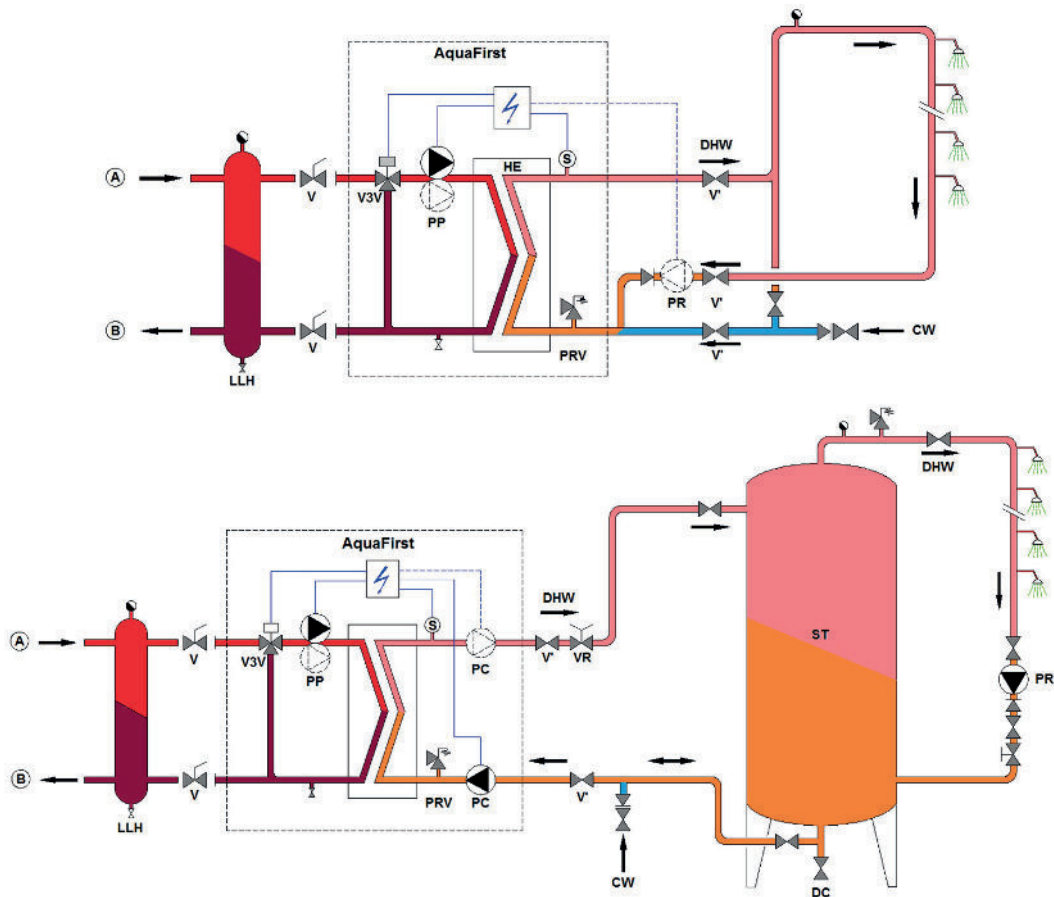 AquaFirst
A
V
V3V
PP
HE
S
DHW
V'
PR
V'
B
V
LLH
PRV
V'
CW
DHW
AquaFirst
DHW
S
A
V
V3V
PP
PC
V'
VR
ST
PR
B
V
LLH
PRV
PC
V'
CW
DC